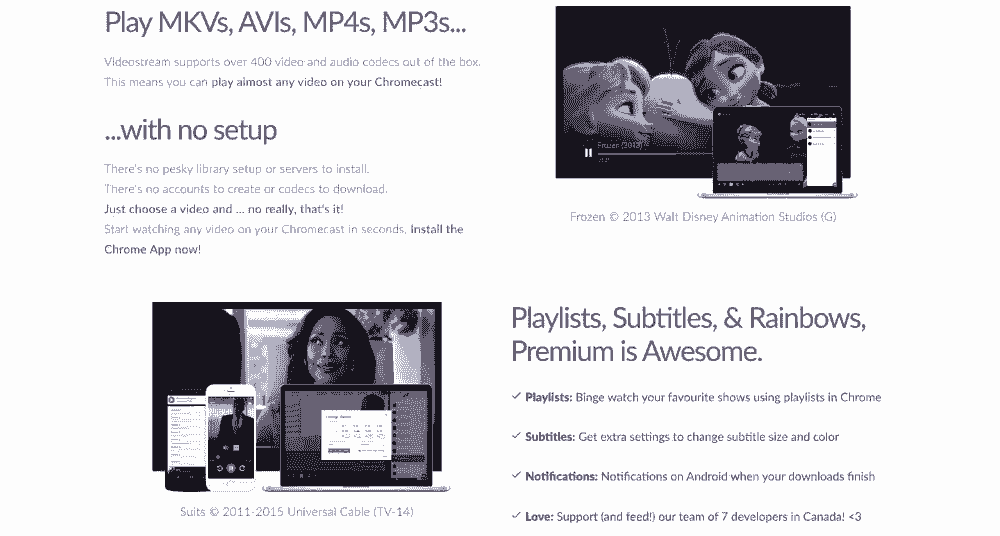 Play MKVs, AVIs, MP4s, MP3s...
Videostream supports over 400 video and audio codecs out of the box.
This means you can play almost any video on your Chromecast!
...with no setup
There's no pesky library setup or servers to install.
There's no accounts to create or codecs to download.
Just choose a video and ... no really, that's it!
Start watching any video on your Chromecast in seconds, install the
Chrome App now!
Frozen (2013)
Frozen © 2013 Walt Disney Animation Studios (G)
Suits © 2011-2015 Universal Cable (TV-14)
Playlists, Subtitles, & Rainbows,
Premium is Awesome.
Playlists: Binge watch your favourite shows using playlists in Chrome
Subtitles: Get extra settings to change subtitle size and color
Notifications: Notifications on Android when your downloads finish
Love: Support (and feed!) our team of 7 developers in Canada! <3